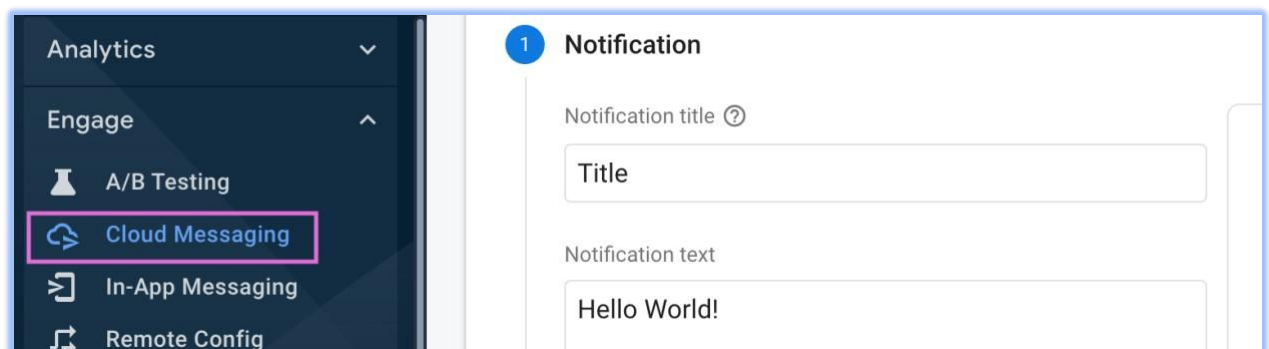 Analytics
Engage
A/B Testing
Cloud Messaging
In-App Messaging
Remote Config
1 Notification
Notification title
Title
Notification text
Hello World!